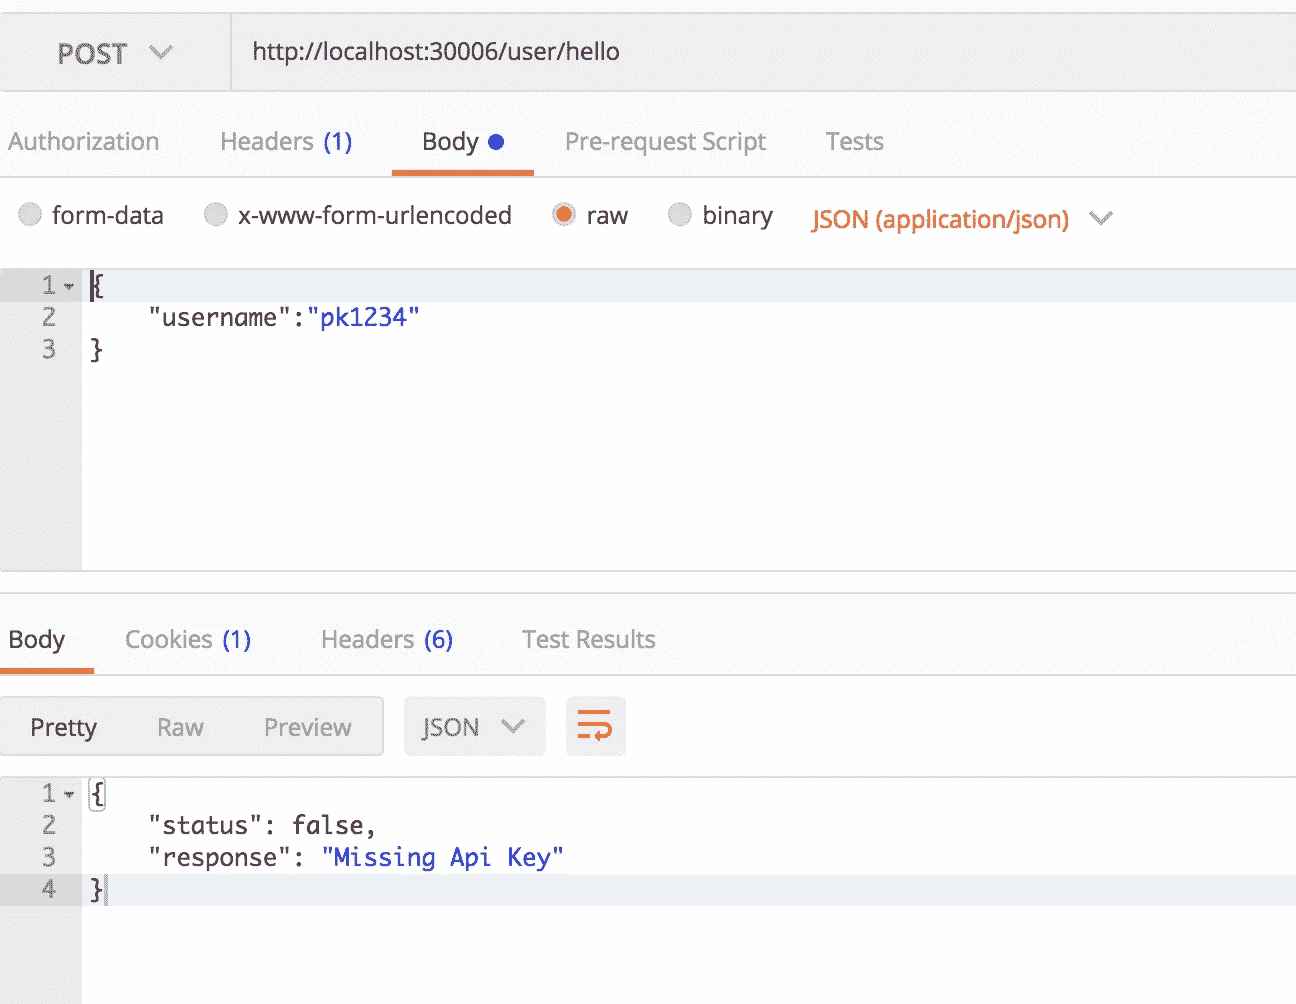 POST http://localhost:30006/user/hello
Authorization Headers (1) Body Pre-request Script Tests
form-data x-www-form-urlencoded raw binary JSON (application/json)
1 {
2 "username":"pk1234"
3 }
Body Cookies (1) Headers (6) Test Results
Pretty Raw Preview JSON
1 {
2 "status": false,
3 "response": "Missing Api Key"
4 }